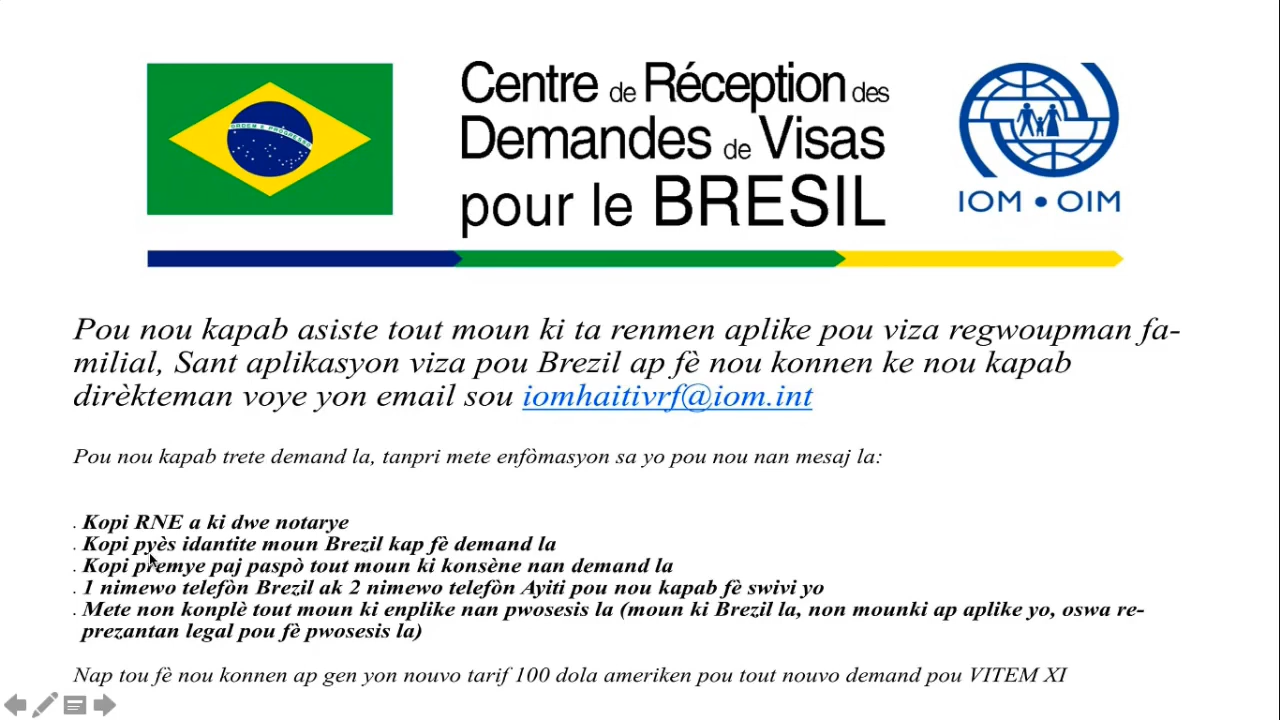 Centre de Réception des
Demandes de Visas
pour le BRESIL
ORDEM E PROGRESSO
IOM • OIM
Pou nou kapab asiste tout moun ki ta renmen aplike pou viza regwoupman fa-
milial, Sant aplikasyon viza pou Brezil ap fè nou konnen ke nou kapab
dirèkteman voye yon email sou iomhaitivrf@iom.int
Pou nou kapab trete demand la, tanpri mete enfòmasyon sa yo pou nou nan mesaj la:
. Kopi RNE a ki dwe notarye
. Kopi pyès idantite moun Brezil kap fè demand la
. Kopi premye paj paspò tout moun ki konsène nan demand la
. 1 nimewo telefòn Brezil ak 2 nimewo telefòn Ayiti pou nou kapab fè swivi yo
. Mete non konplè tout moun ki enplike nan pwosesis la (moun ki Brezil la, non mounki ap aplike yo, oswa re-
prezantan legal pou fè pwosesis la)
Nap tou fè nou konnen ap gen yon nouvo tarif 100 dola ameriken pou tout nouvo demand pou VITEM XI